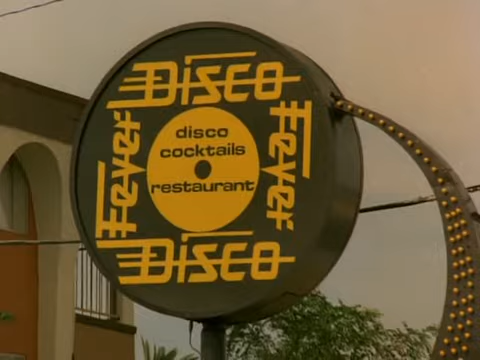 Disco
Fever
disco
cocktails
restaurant
Fever
Disco